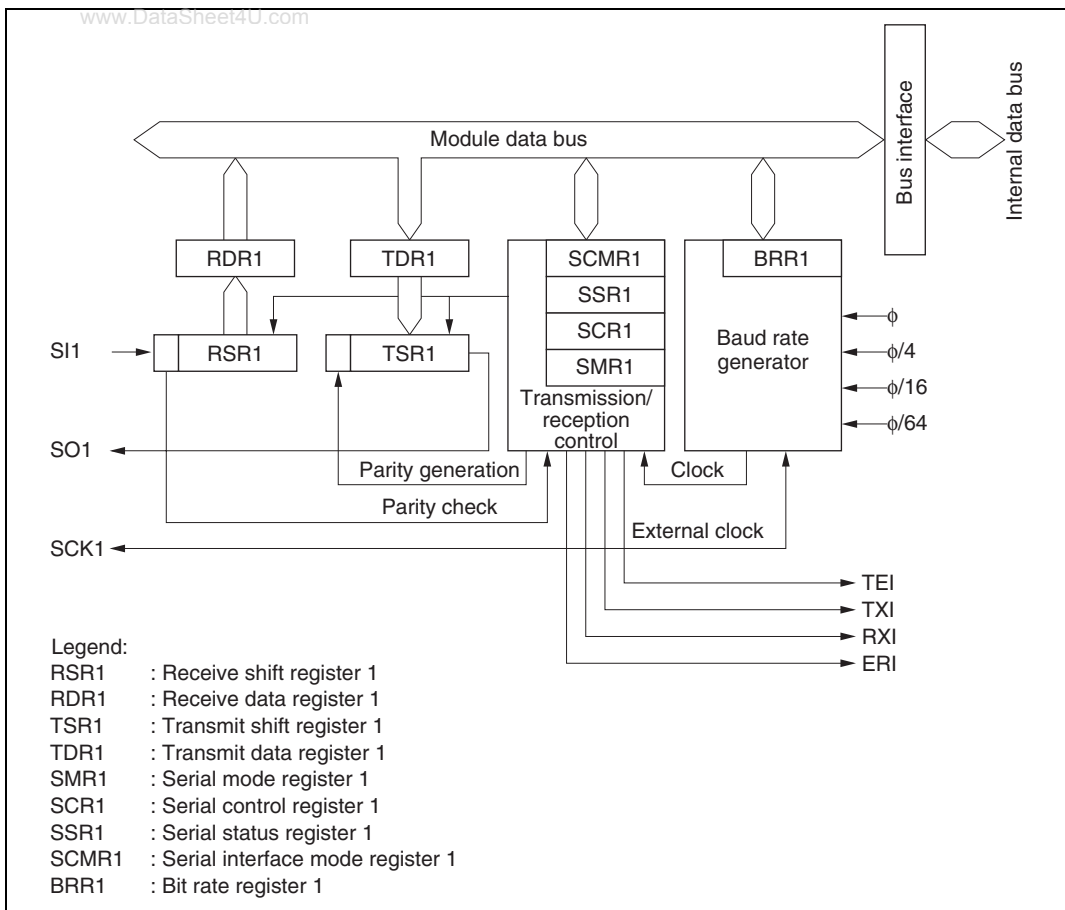 www.DataSheet4U.com
Module data bus
Bus interface
Internal data bus
RDR1
TDR1
SCMR1
BRR1
SSR1
SCR1
SMR1
Transmission/
reception
control
Baud rate
generator
ϕ
ϕ/4
ϕ/16
ϕ/64
SI1
RSR1
TSR1
SO1
Parity generation
Clock
Parity check
External clock
SCK1
TEI
TXI
RXI
ERI
Legend:
RSR1 : Receive shift register 1
RDR1 : Receive data register 1
TSR1 : Transmit shift register 1
TDR1 : Transmit data register 1
SMR1 : Serial mode register 1
SCR1 : Serial control register 1
SSR1 : Serial status register 1
SCMR1 : Serial interface mode register 1
BRR1 : Bit rate register 1